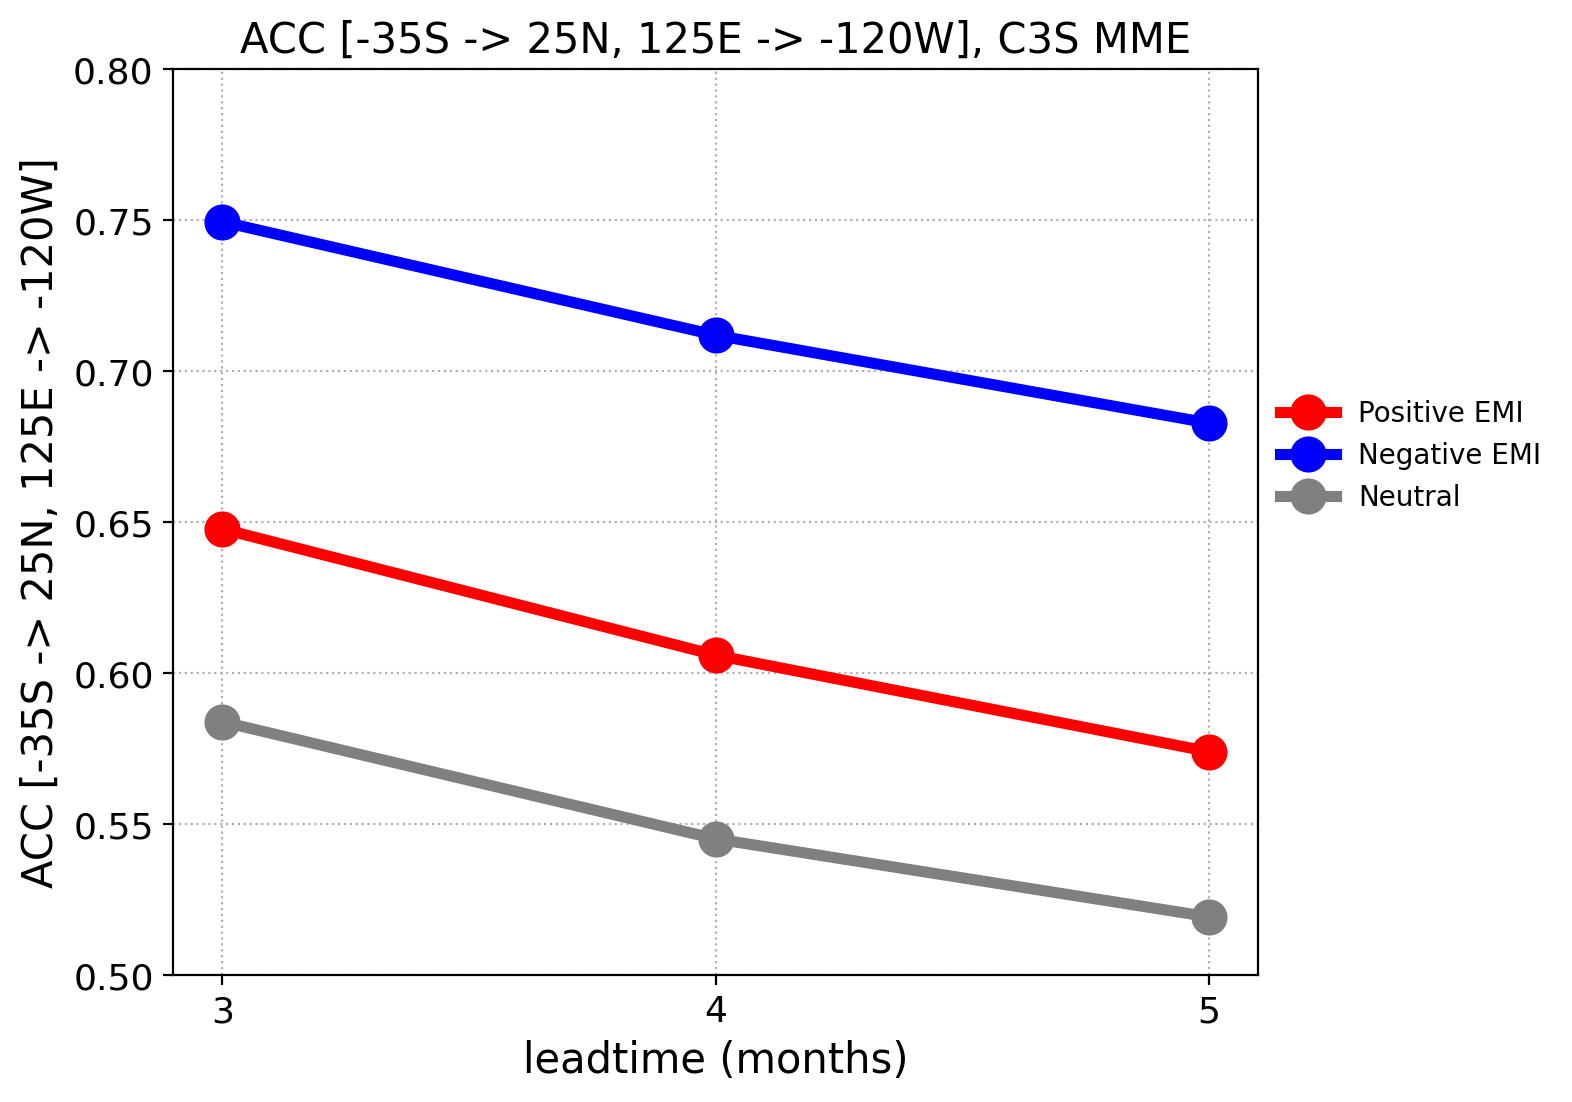 ACC [-35S -> 25N, 125E -> -120W], C3S MME
ACC [-35S -> 25N, 125E -> -120W]
0.80
0.75
0.70
0.65
0.60
0.55
0.50
3
4
5
leadtime (months)
Positive EMI
Negative EMI
Neutral